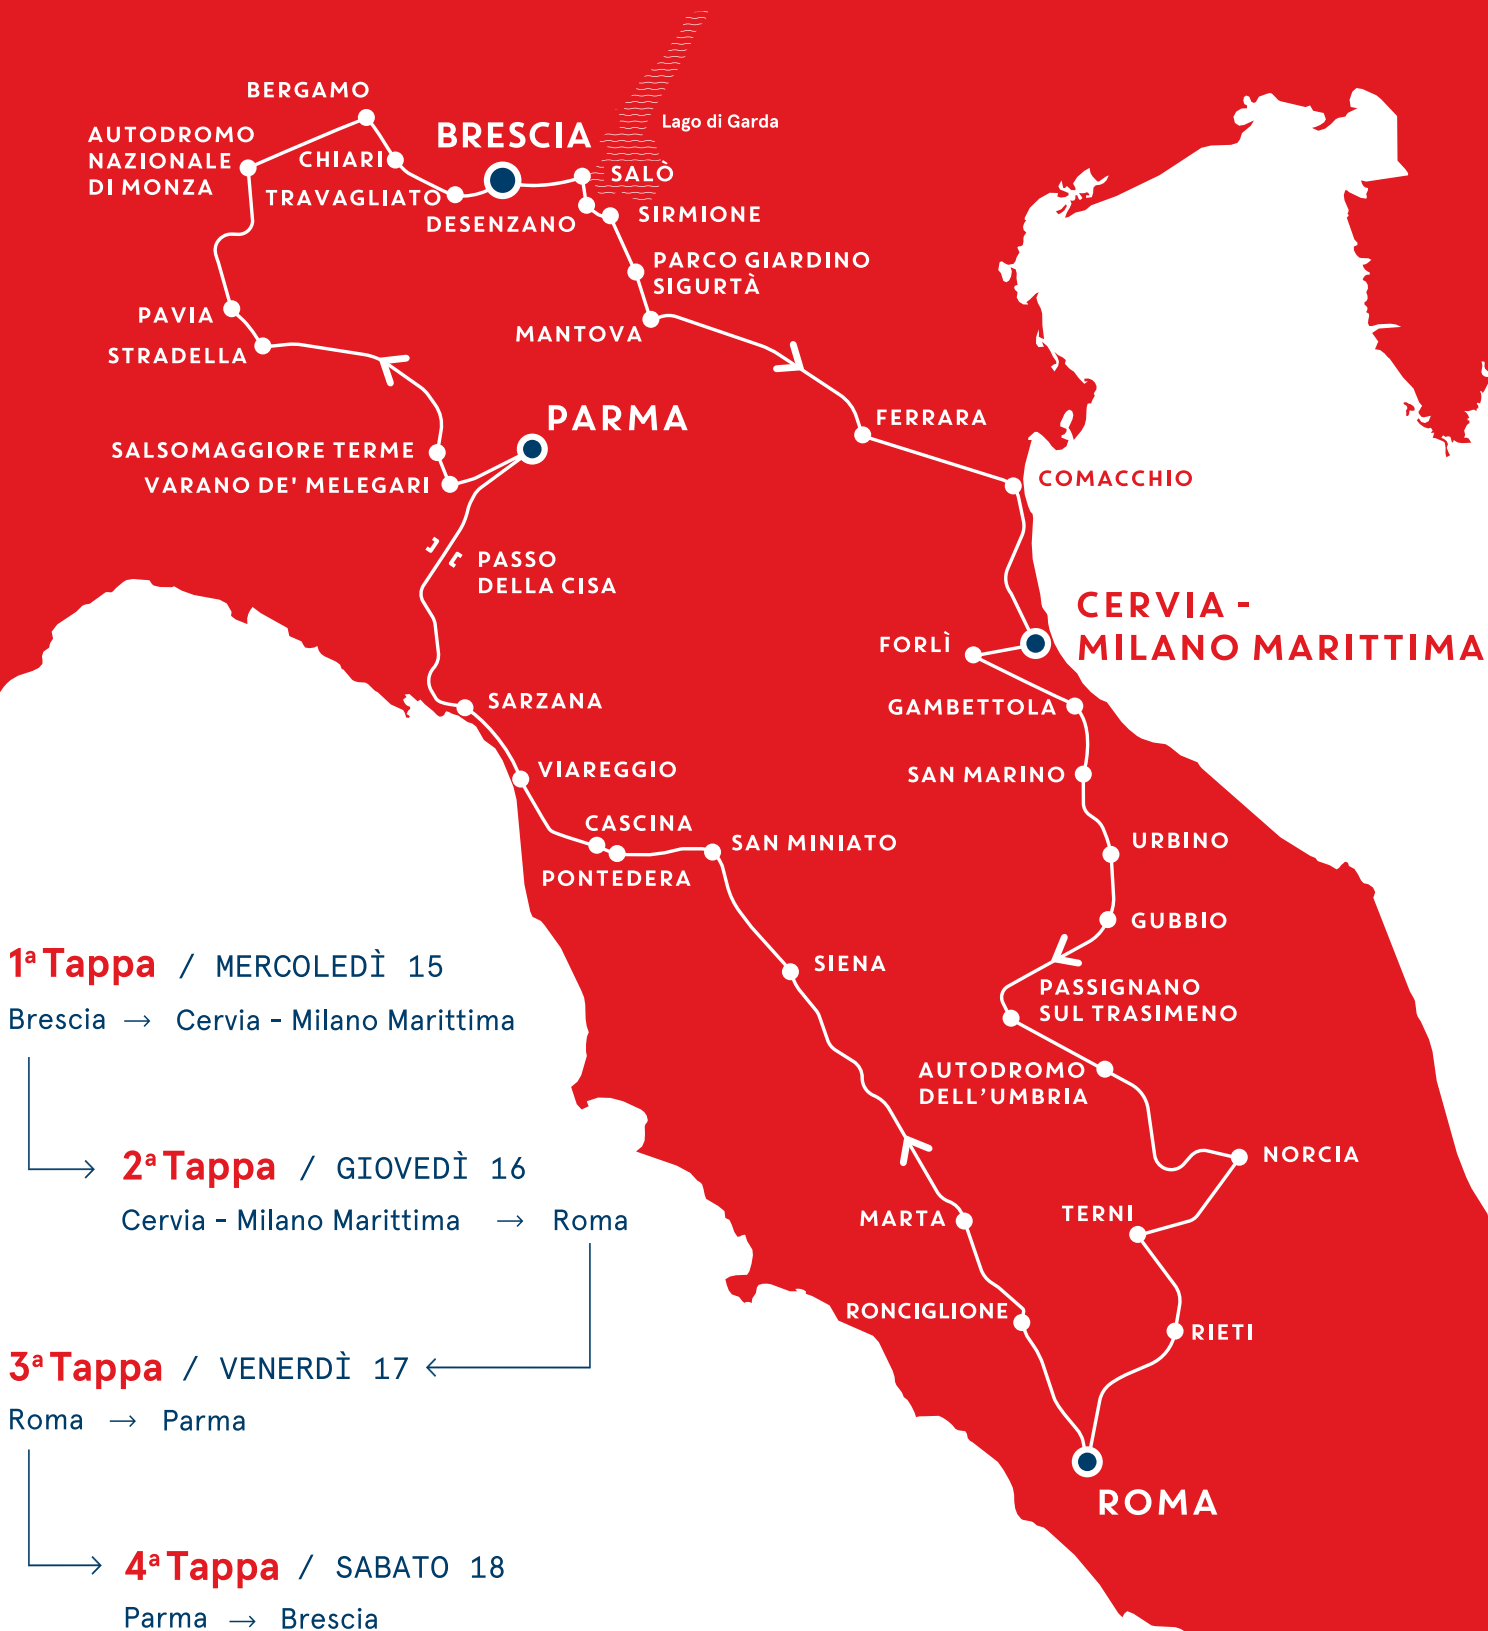 BERGAMO
AUTODROMO
NAZIONALE
DI MONZA
CHIARI
TRAVAGLIATO
BRESCIA
Lago di Garda
SALÒ
DESENZANO
SIRMIONE
PARCO GIARDINO
SIGURTÀ
MANTOVA
PAVIA
STRADELLA
PARMA
FERRARA
SALSOMAGGIORE TERME
VARANO DE' MELEGARI
COMACCHIO
PASSO
DELLA CISA
CERVIA -
MILANO MARITTIMA
FORLÌ
GAMBETTOLA
SARZANA
VIAREGGIO
SAN MARINO
CASCINA
PONTEDERA
SAN MINIATO
URBINO
GUBBIO
SIENA
PASSIGNANO
SUL TRASIMENO
AUTODROMO
DELL'UMBRIA
NORCIA
TERNI
MARTA
RONCIGLIONE
RIETI
ROMA
1ª Tappa / MERCOLEDÌ 15
Brescia → Cervia - Milano Marittima
2ª Tappa / GIOVEDÌ 16
Cervia - Milano Marittima → Roma
3ª Tappa / VENERDÌ 17
Roma → Parma
4ª Tappa / SABATO 18
Parma → Brescia